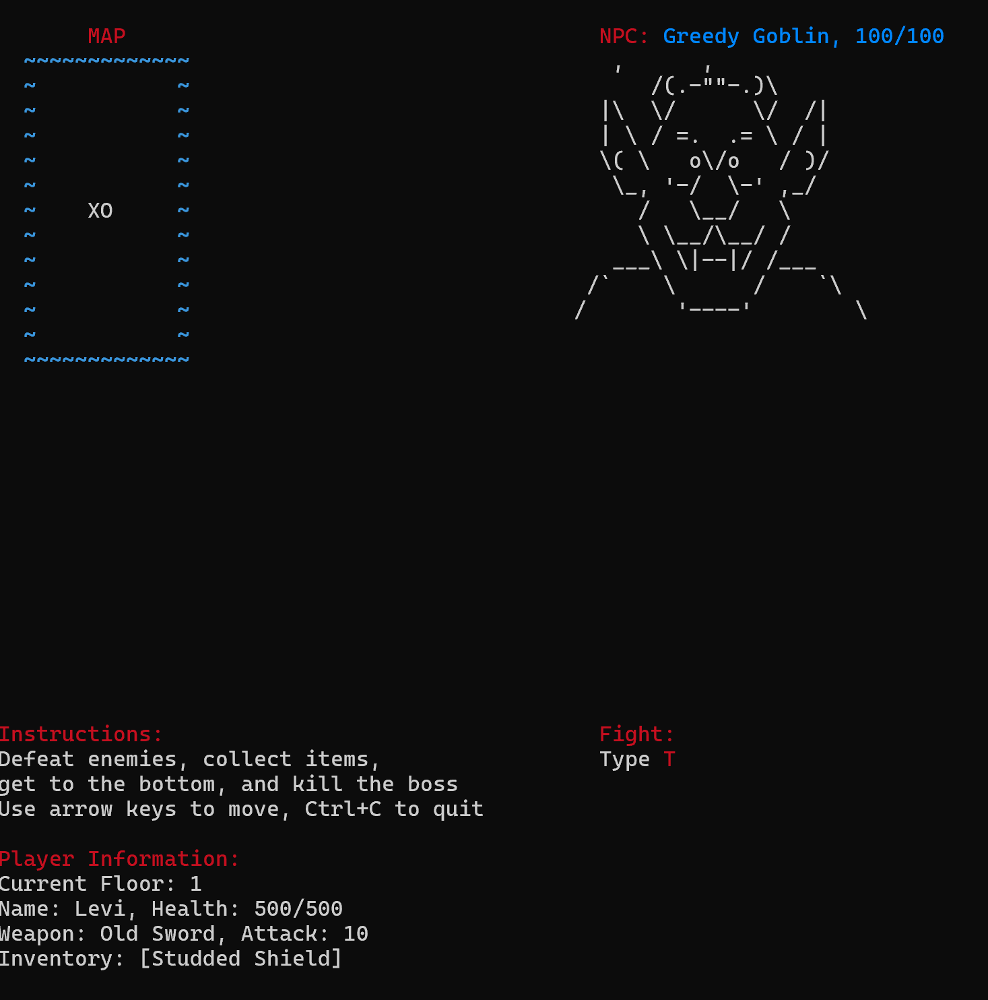 MAP
~~~~~~~~~~~~~
~           ~
~           ~
~           ~
~           ~
~           ~
~    XO     ~
~           ~
~           ~
~           ~
~           ~
~           ~
~~~~~~~~~~~~~
NPC: Greedy Goblin, 100/100
  ,      ,
    /(.-""-.)\
|\  \/      \/  /|
| \ / =.  .= \ / |
\( \   o\/o   / )/
 \_, '-/  \-' ,_/
   /   \__/   \
   \ \__/\__/ /
 ___\ \|--|/ /___
/`    \      /    `\
/       '----'        \
Instructions:
Defeat enemies, collect items,
get to the bottom, and kill the boss
Use arrow keys to move, Ctrl+C to quit
Player Information:
Current Floor: 1
Name: Levi, Health: 500/500
Weapon: Old Sword, Attack: 10
Inventory: [Studded Shield]
Fight:
Type T